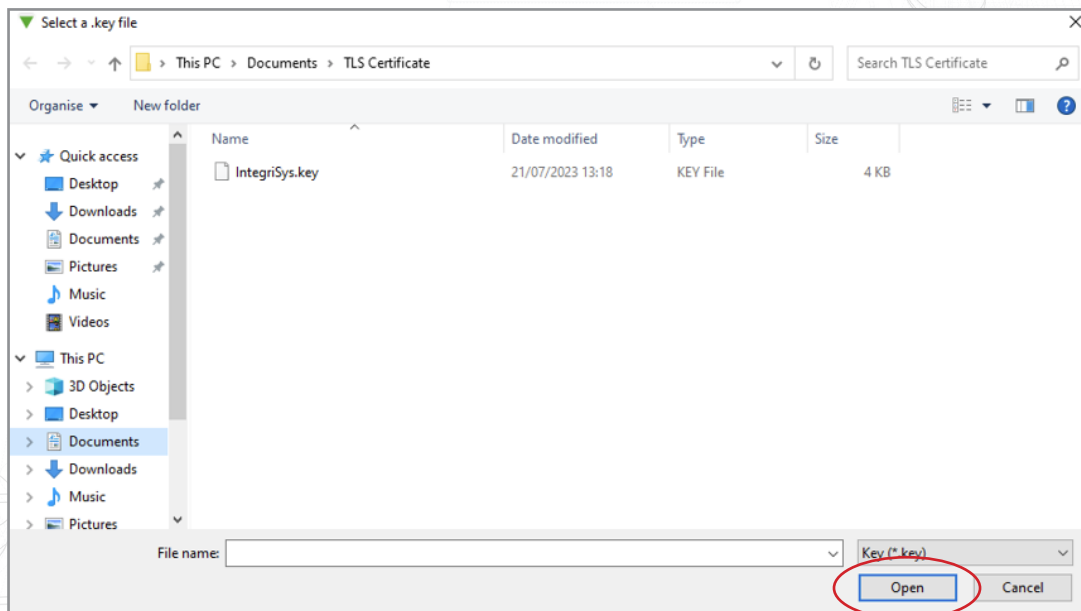 Select a .key file
This PC > Documents > TLS Certificate
Search TLS Certificate
Organise
New folder
Name
Date modified
Type
Size
IntegriSys.key
21/07/2023 13:18
KEY File
4 KB
Quick access
Desktop
Downloads
Documents
Pictures
Music
Videos
This PC
3D Objects
Desktop
Documents
Downloads
Music
Pictures
File name:
Key (*.key)
Open
Cancel